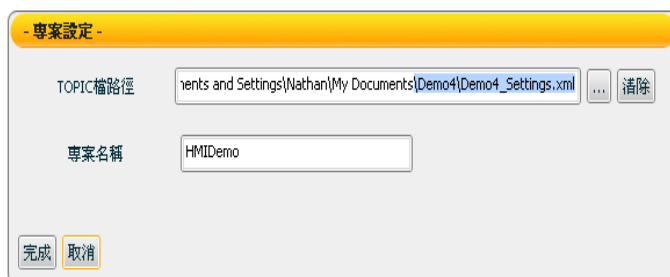 - 專案設定 -
TOPIC檔路徑 nents and Settings\Nathan\My Documents\Demo4\Demo4_Settings.xml ... 清除
專案名稱 HMIDemo
完成 取消